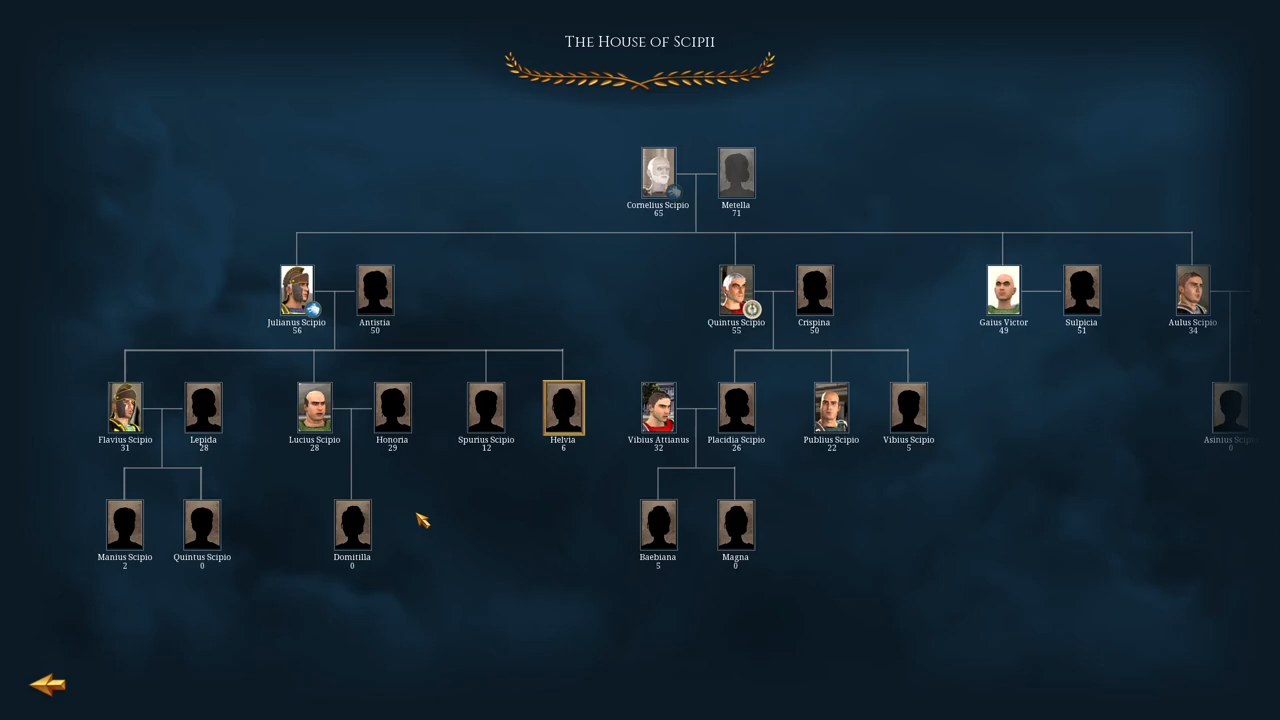 THE HOUSE OF SCIPII
Cornelius Scipio
65
Metella
71
Julianus Scipio
56
Antistia
50
Quintus Scipio
55
Crispina
50
Gaius Victor
49
Sulpicia
51
Aulus Scipio
34
Flavius Scipio
31
Lepida
28
Lucius Scipio
28
Honoria
29
Spurius Scipio
12
Helvia
6
Vibius Attianus
32
Placidia Scipio
26
Publius Scipio
22
Vibius Scipio
5
Asinius Scipio
0
Manius Scipio
2
Quintus Scipio
0
Domitilla
0
Baebiana
5
Magna
0